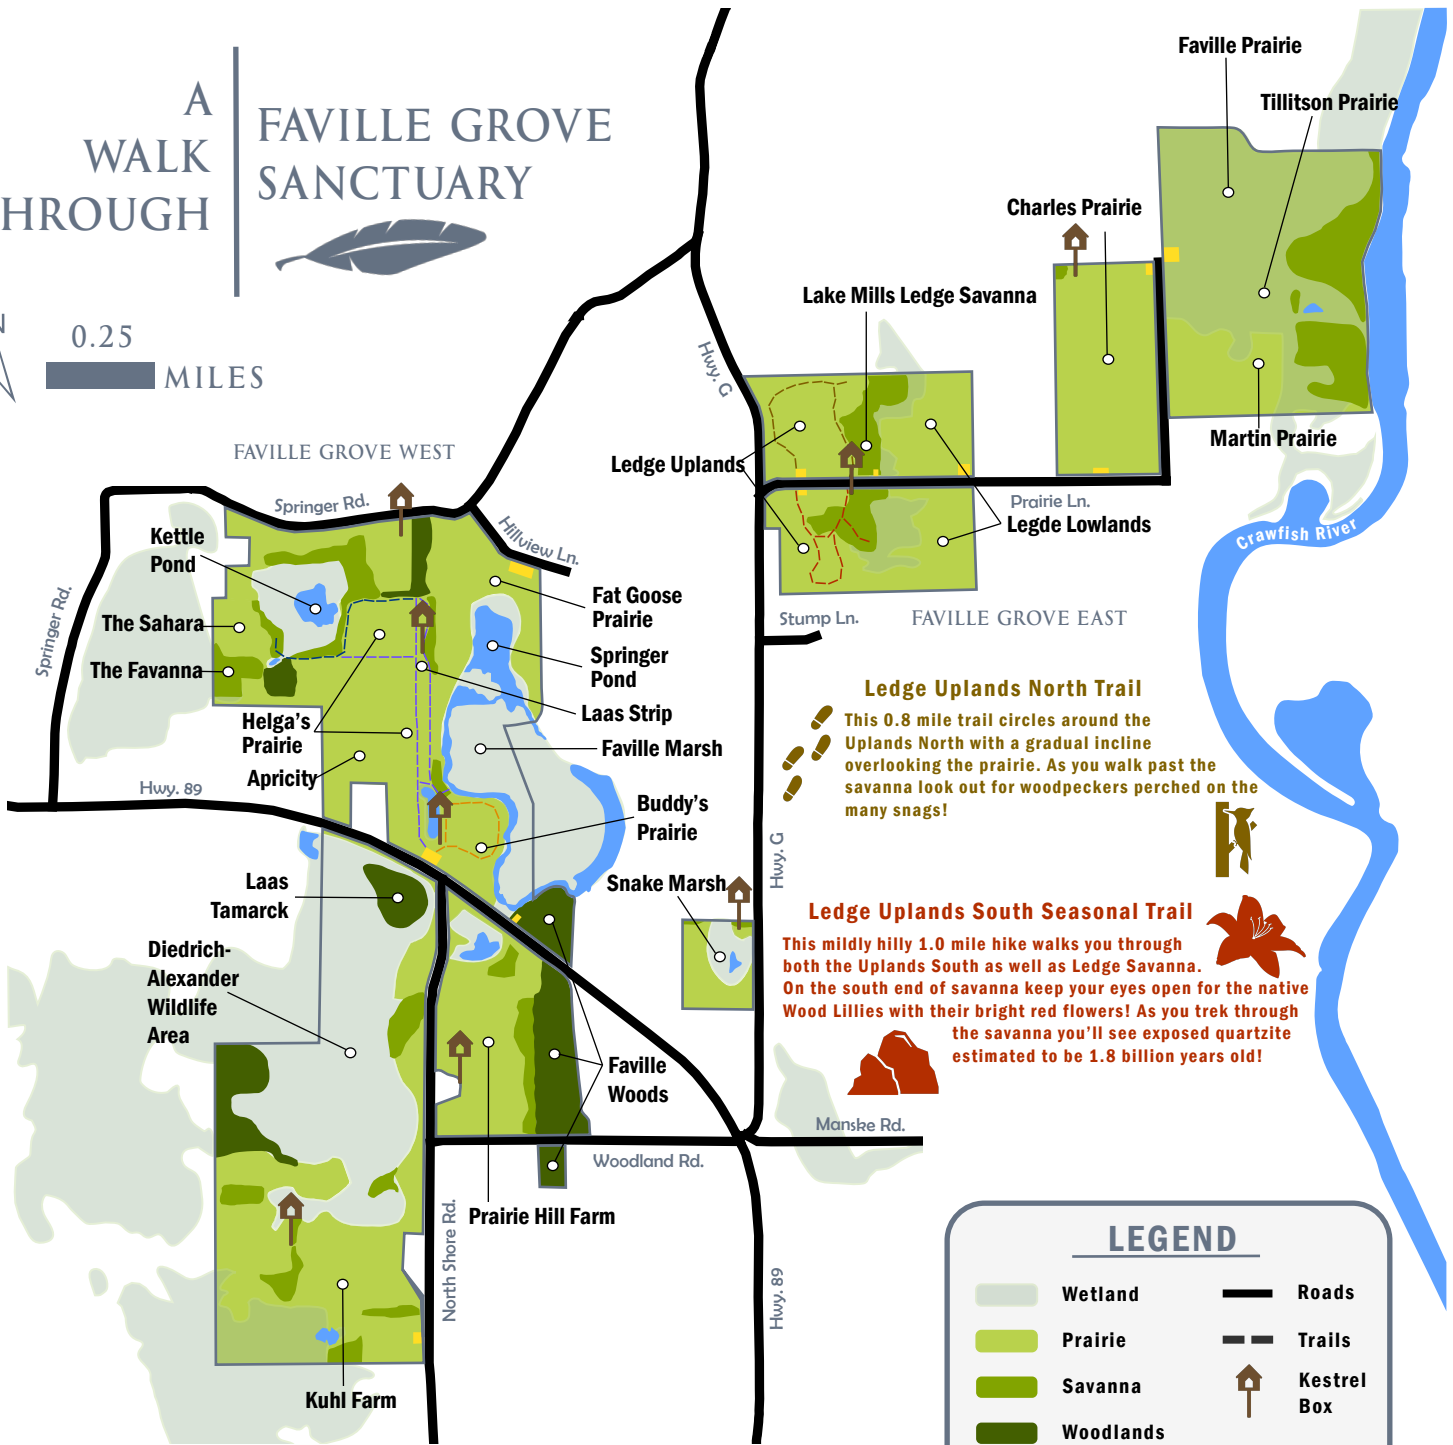 A
WALK
HROUGH
FAVILLE GROVE
SANCTUARY
N
0.25
MILES
Faville Prairie
Tillitson Prairie
Charles Prairie
Lake Mills Ledge Savanna
Hwy. G
Martin Prairie
FAVILLE GROVE WEST
Ledge Uplands
Prairie Ln.
Legde Lowlands
Crawfish River
Springer Rd.
Hillview Ln.
Kettle
Pond
Springer Rd.
The Sahara
The Favanna
Fat Goose
Prairie
Stump Ln.
FAVILLE GROVE EAST
Springer
Pond
Laas Strip
Helga's
Prairie
Faville Marsh
Apricity
Hwy. 89
Buddy's
Prairie
Ledge Uplands North Trail
This 0.8 mile trail circles around the
Uplands North with a gradual incline
overlooking the prairie. As you walk past the
savanna look out for woodpeckers perched on the
many snags!
Hwy. G
Laas
Tamarck
Snake Marsh
Ledge Uplands South Seasonal Trail
This mildly hilly 1.0 mile hike walks you through
both the Uplands South as well as Ledge Savanna.
On the south end of savanna keep your eyes open for the native
Wood Lillies with their bright red flowers! As you trek through
the savanna you'll see exposed quartzite
estimated to be 1.8 billion years old!
Diedrich-
Alexander
Wildlife
Area
Faville
Woods
Manske Rd.
Woodland Rd.
Prairie Hill Farm
North Shore Rd.
Hwy. 89
Kuhl Farm
LEGEND
Wetland
Roads
Prairie
Trails
Savanna
Kestrel
Box
Woodlands